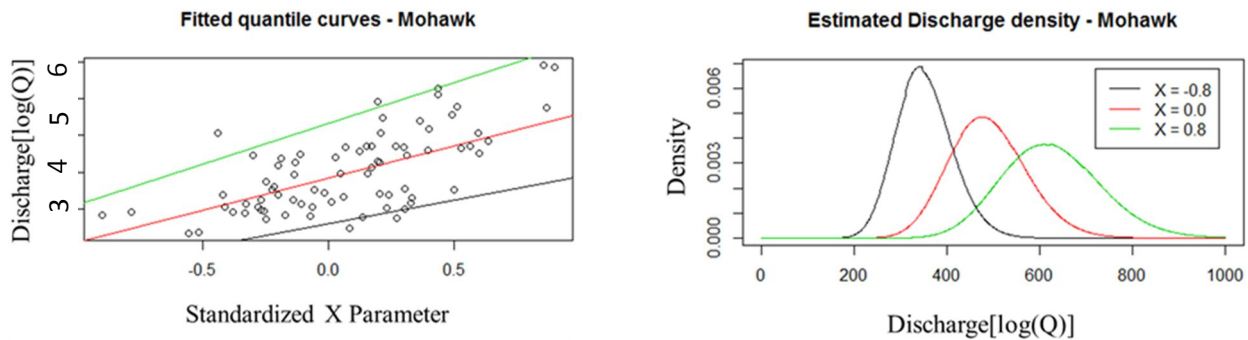 Fitted quantile curves - Mohawk
Discharge[log(Q)]
6
5
4
3
-0.5 0.0 0.5
Standardized X Parameter
Estimated Discharge density - Mohawk
Density
0.006
0.003
0.000
X = -0.8
X = 0.0
X = 0.8
0 200 400 600 800 1000
Discharge[log(Q)]